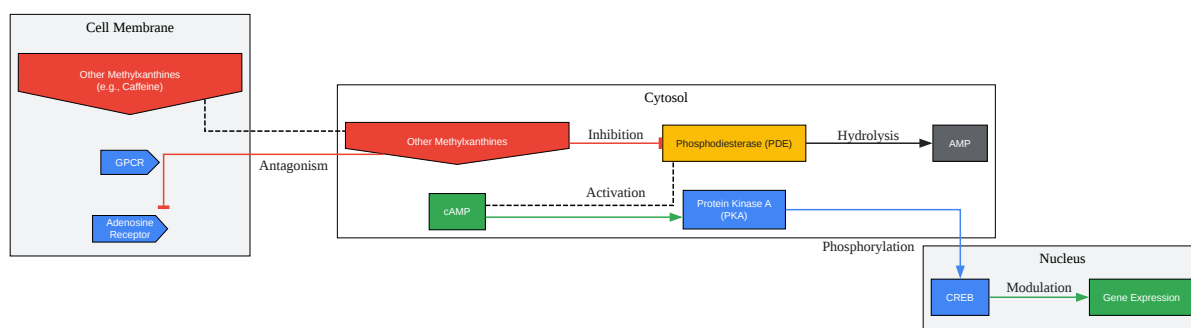 Cell Membrane
Other Methylxanthines
(e.g., Caffeine)
GPCR
Adenosine
Receptor
Antagonism
Cytosol
Other Methylxanthines
Inhibition
Phosphodiesterase (PDE)
Hydrolysis
AMP
cAMP
Activation
Protein Kinase A
(PKA)
Phosphorylation
Nucleus
CREB
Modulation
Gene Expression